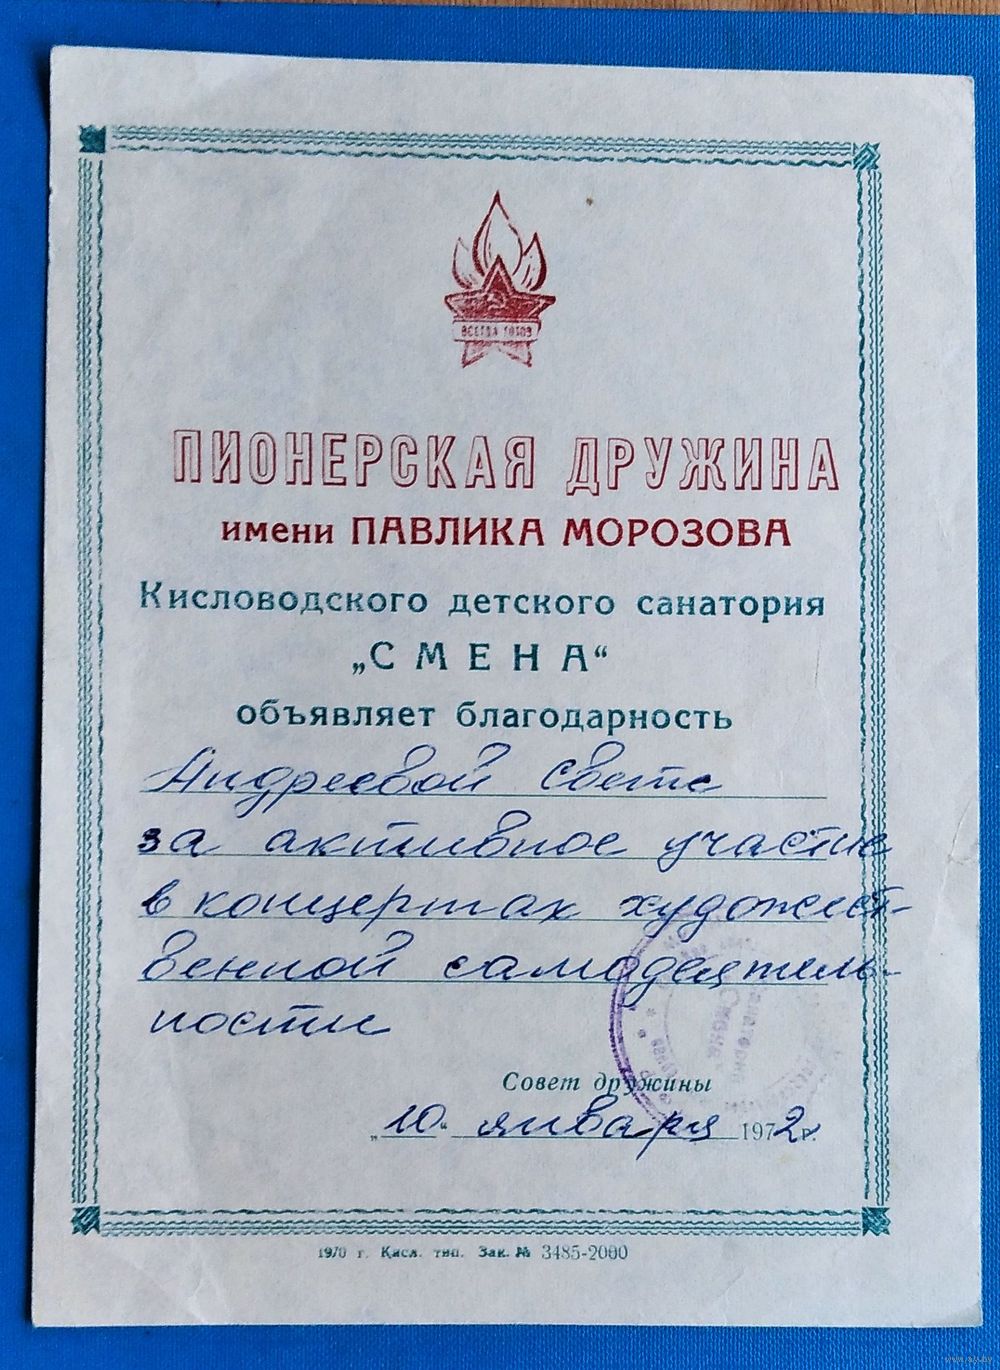 ВСЕГДА ГОТОВ
ПИОНЕРСКАЯ ДРУЖИНА
имени ПАВЛИКА МОРОЗОВА
Кисловодского детского санатория
„СМЕНА“
объявляет благодарность
Андреевой Свете
за активное участие
в концертах художест-
венной самодеятель-
ности
Совет дружины
„10“ января 1972 г.
1970 г. Кисл. тип. Зак. № 3485-2000